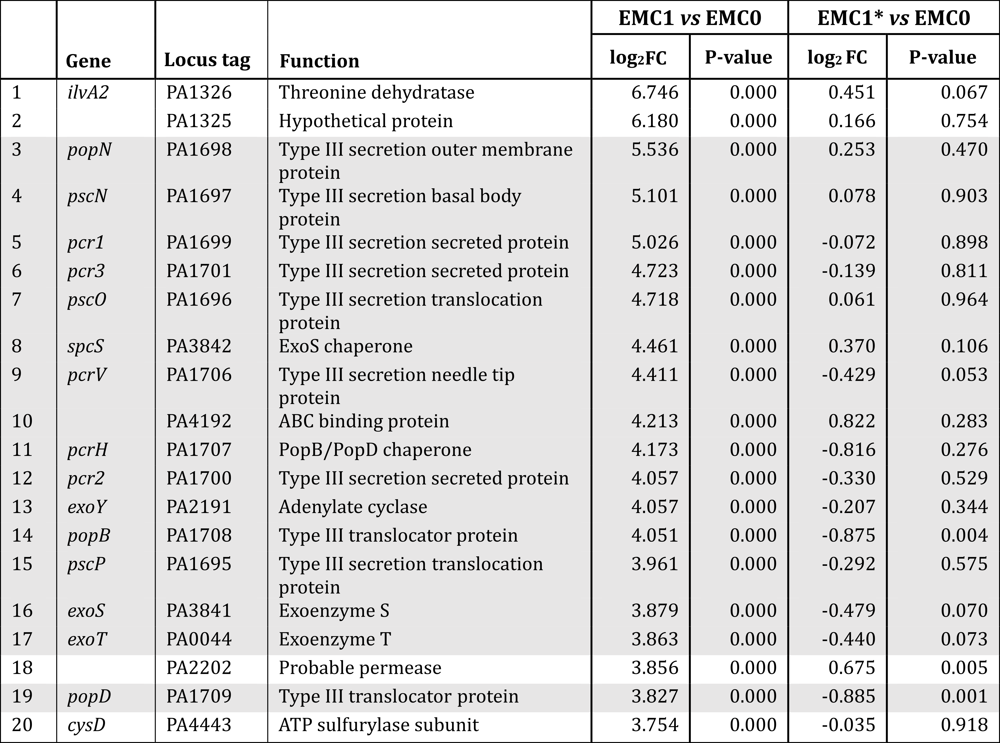 EMC1 vs EMC0 EMC1* vs EMC0
Gene Locus tag Function log₂FC P-value log₂ FC P-value
1 ilvA2 PA1326 Threonine dehydratase 6.746 0.000 0.451 0.067
2 PA1325 Hypothetical protein 6.180 0.000 0.166 0.754
3 popN PA1698 Type III secretion outer membrane 5.536 0.000 0.253 0.470
protein
4 pscN PA1697 Type III secretion basal body 5.101 0.000 0.078 0.903
protein
5 pcr1 PA1699 Type III secretion secreted protein 5.026 0.000 -0.072 0.898
6 pcr3 PA1701 Type III secretion secreted protein 4.723 0.000 -0.139 0.811
7 pscO PA1696 Type III secretion translocation 4.718 0.000 0.061 0.964
protein
8 spcS PA3842 ExoS chaperone 4.461 0.000 0.370 0.106
9 pcrV PA1706 Type III secretion needle tip 4.411 0.000 -0.429 0.053
protein
10 PA4192 ABC binding protein 4.213 0.000 0.822 0.283
11 pcrH PA1707 PopB/PopD chaperone 4.173 0.000 -0.816 0.276
12 pcr2 PA1700 Type III secretion secreted protein 4.057 0.000 -0.330 0.529
13 exoY PA2191 Adenylate cyclase 4.057 0.000 -0.207 0.344
14 popB PA1708 Type III translocator protein 4.051 0.000 -0.875 0.004
15 pscP PA1695 Type III secretion translocation 3.961 0.000 -0.292 0.575
protein
16 exoS PA3841 Exoenzyme S 3.879 0.000 -0.479 0.070
17 exoT PA0044 Exoenzyme T 3.863 0.000 -0.440 0.073
18 PA2202 Probable permease 3.856 0.000 0.675 0.005
19 popD PA1709 Type III translocator protein 3.827 0.000 -0.885 0.001
20 cysD PA4443 ATP sulfurylase subunit 3.754 0.000 -0.035 0.918